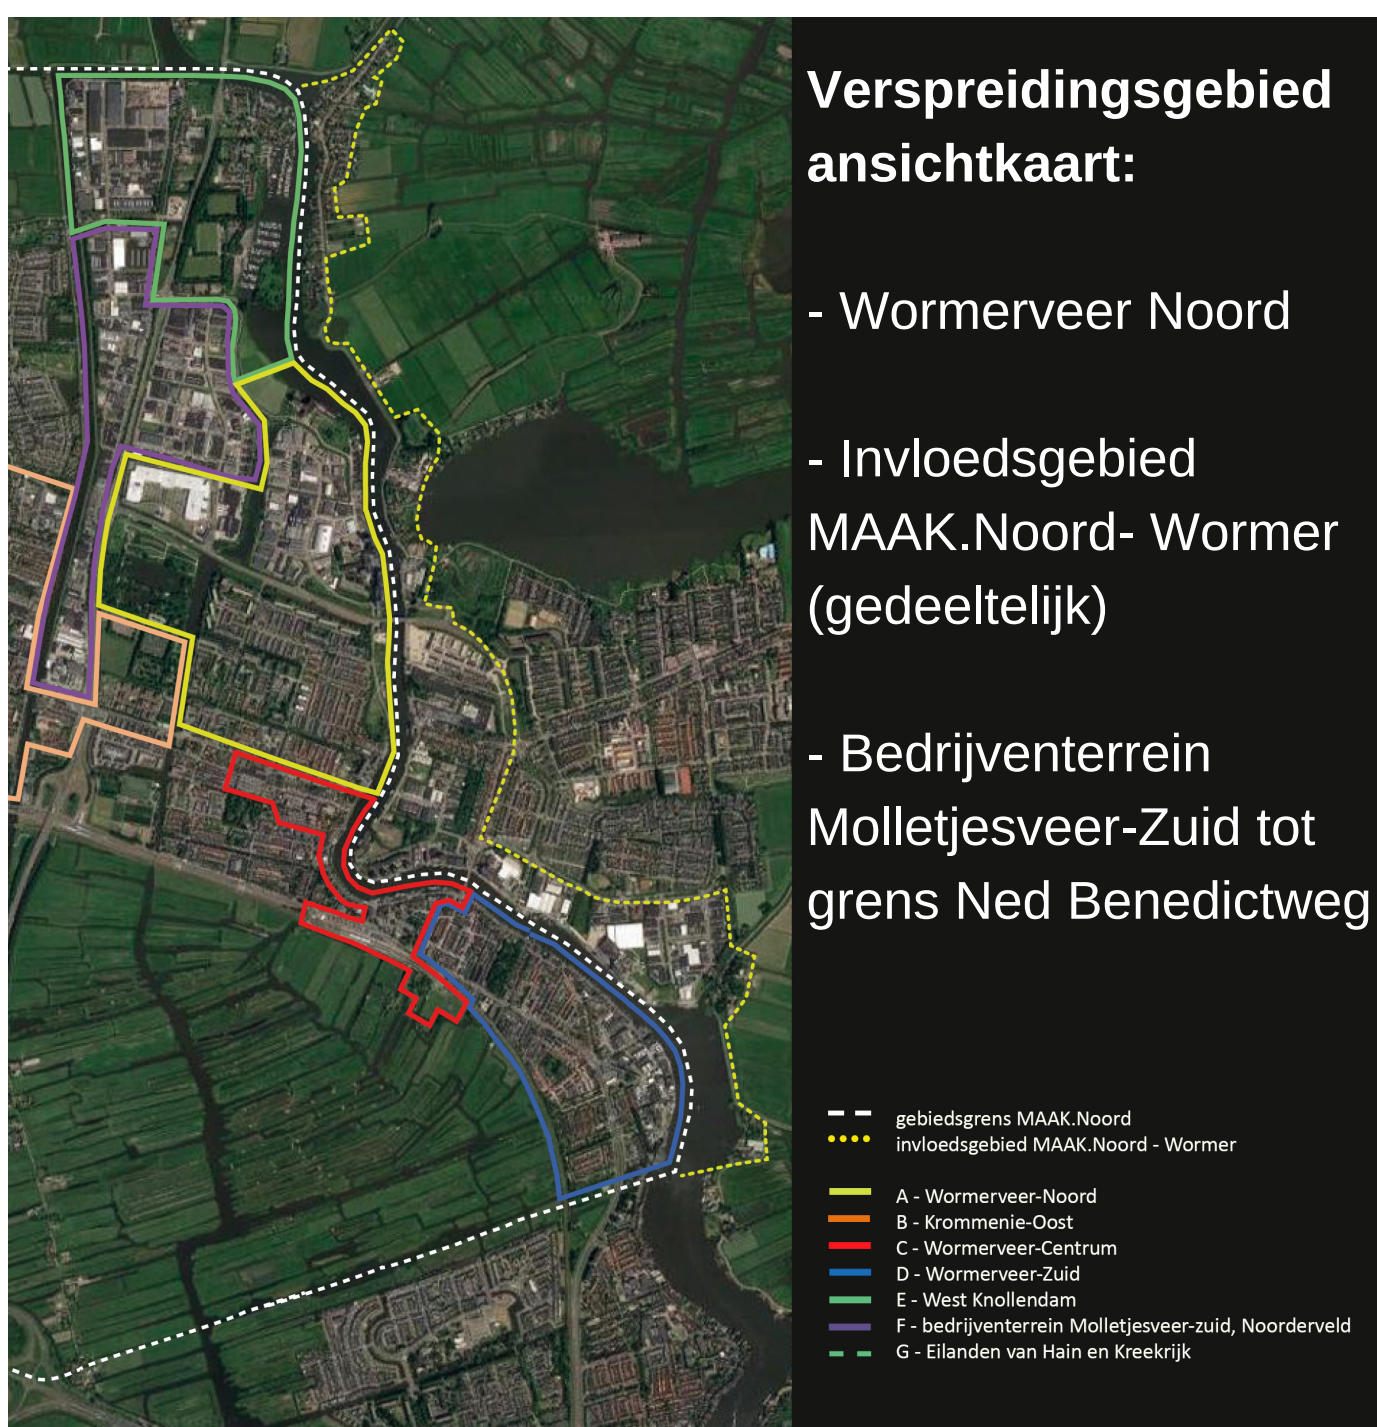 Verspreidingsgebied
ansichtkaart:
- Wormerveer Noord
- Invloedsgebied
MAAK.Noord- Wormer
(gedeeltelijk)
- Bedrijventerrein
Molletjesveer-Zuid tot
grens Ned Benedictweg
gebiedsgrens MAAK.Noord
invloedsgebied MAAK.Noord - Wormer
A - Wormerveer-Noord
B - Krommenie-Oost
C - Wormerveer-Centrum
D - Wormerveer-Zuid
E - West Knollendam
F - bedrijventerrein Molletjesveer-zuid, Noorderveld
G - Eilanden van Hain en Kreekrijk